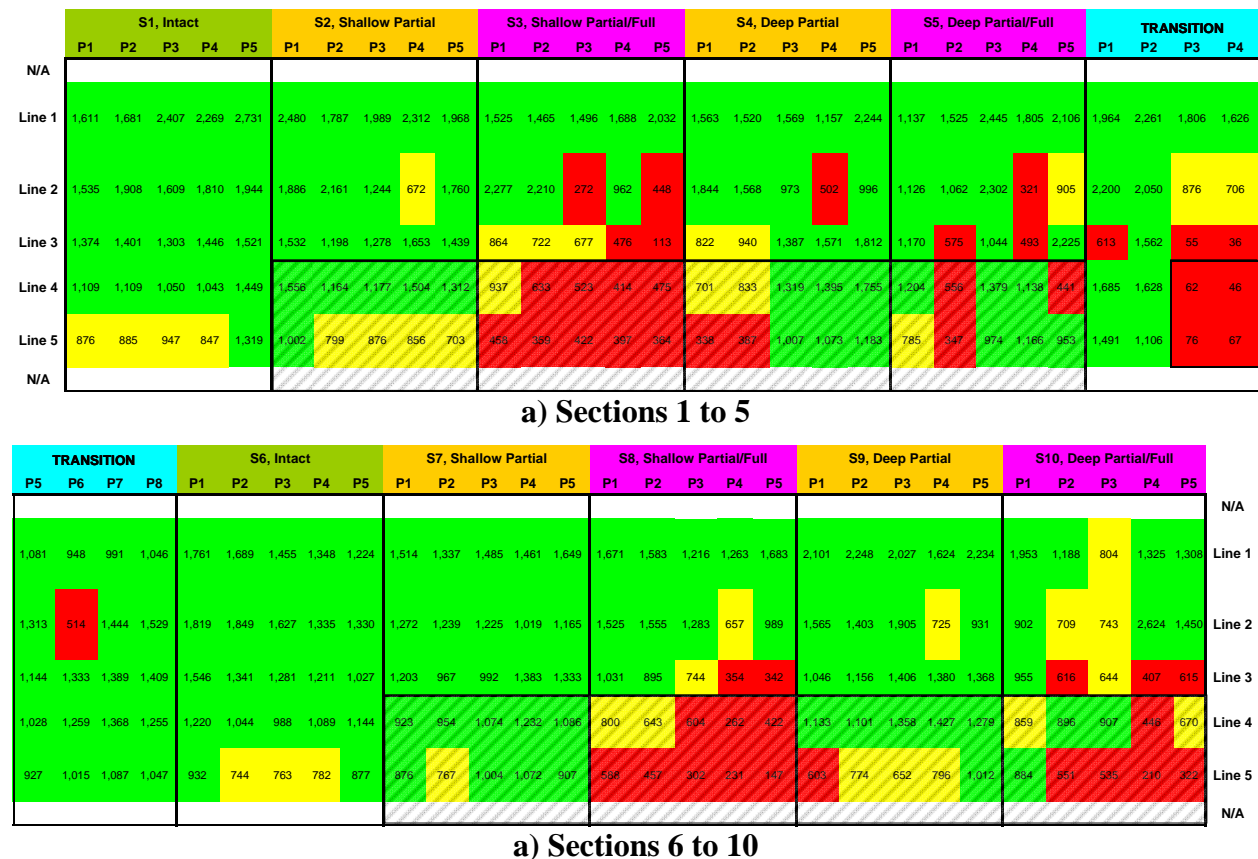 S1, Intact S2, Shallow Partial S3, Shallow Partial/Full S4, Deep Partial S5, Deep Partial/Full TRANSITION
P1 P2 P3 P4 P5 P1 P2 P3 P4 P5 P1 P2 P3 P4 P5 P1 P2 P3 P4 P5 P1 P2 P3 P4 P5 P1 P2 P3 P4
N/A
Line 1 1,611 1,681 2,407 2,269 2,731 2,480 1,787 1,989 2,312 1,968 1,525 1,465 1,496 1,688 2,032 1,563 1,520 1,569 1,157 2,244 1,137 1,525 2,445 1,805 2,106 1,964 2,261 1,806 1,626
Line 2 1,535 1,908 1,609 1,810 1,944 1,886 2,161 1,244 672 1,760 2,277 2,210 272 962 448 1,844 1,568 973 502 996 1,126 1,062 2,302 321 905 2,200 2,050 876 706
Line 3 1,374 1,401 1,303 1,446 1,521 1,532 1,198 1,278 1,653 1,439 864 722 677 476 113 822 940 1,387 1,571 1,812 1,170 575 1,044 493 2,225 613 1,562 55 36
Line 4 1,109 1,109 1,050 1,043 1,449 1,556 1,164 1,177 1,504 1,312 937 633 523 414 475 701 833 1,319 1,395 1,755 1,204 556 1,379 1,138 441 1,685 1,628 62 46
Line 5 876 885 947 847 1,319 1,002 799 876 856 703 458 359 422 397 364 338 387 1,007 1,073 1,183 785 347 974 1,166 953 1,491 1,106 76 67
N/A
a) Sections 1 to 5
TRANSITION S6, Intact S7, Shallow Partial S8, Shallow Partial/Full S9, Deep Partial S10, Deep Partial/Full
P5 P6 P7 P8 P1 P2 P3 P4 P5 P1 P2 P3 P4 P5 P1 P2 P3 P4 P5 P1 P2 P3 P4 P5 P1 P2 P3 P4 P5
N/A
1,081 948 991 1,046 1,761 1,689 1,455 1,348 1,224 1,514 1,337 1,485 1,461 1,649 1,671 1,583 1,216 1,263 1,683 2,101 2,248 2,027 1,624 2,234 1,953 1,188 804 1,325 1,308 Line 1
1,313 514 1,444 1,529 1,819 1,849 1,627 1,335 1,330 1,272 1,239 1,225 1,019 1,165 1,525 1,555 1,283 657 989 1,565 1,403 1,905 725 931 902 709 743 2,624 1,450 Line 2
1,144 1,333 1,389 1,409 1,546 1,341 1,281 1,211 1,027 1,203 967 992 1,383 1,333 1,031 895 744 354 342 1,046 1,156 1,406 1,380 1,368 955 616 644 407 615 Line 3
1,028 1,259 1,368 1,255 1,220 1,044 988 1,089 1,144 923 954 1,074 1,232 1,086 800 643 604 262 422 1,133 1,101 1,358 1,427 1,279 859 896 907 446 670 Line 4
927 1,015 1,087 1,047 932 744 763 782 877 876 767 1,004 1,072 907 568 457 302 231 147 603 774 652 796 1,012 884 551 535 210 322 Line 5
N/A
a) Sections 6 to 10